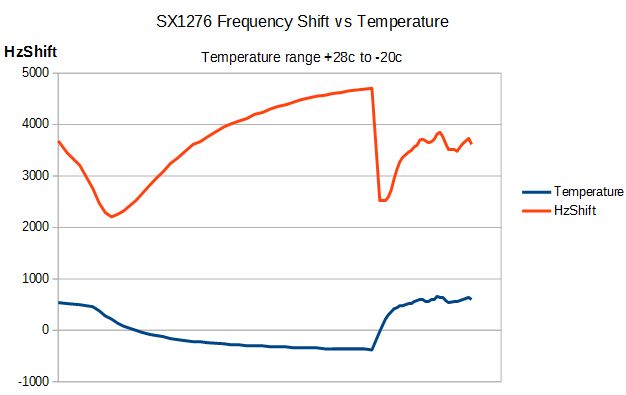 SX1276 Frequency Shift vs Temperature
HzShift
Temperature range +28c to -20c
5000
4000
3000
2000
1000
0
-1000
Temperature
HzShift